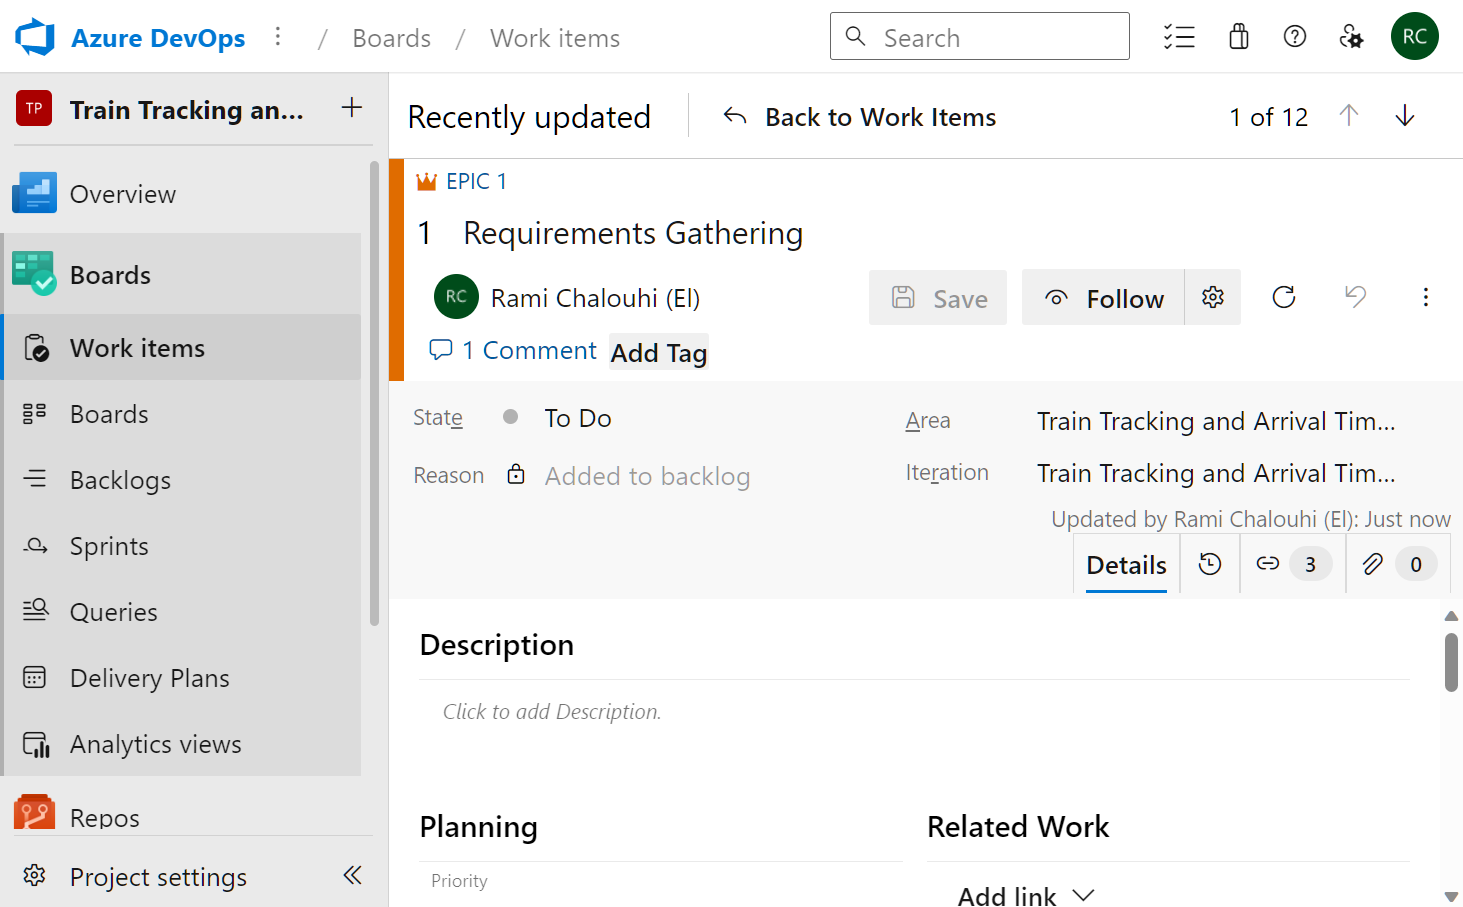 Azure DevOps / Boards / Work items Search RC
TP Train Tracking an...
Overview
Boards
Work items
Boards
Backlogs
Sprints
Queries
Delivery Plans
Analytics views
Repos
Project settings
Recently updated Back to Work Items 1 of 12
EPIC 1
1 Requirements Gathering
RC Rami Chalouhi (El) Save Follow
1 Comment Add Tag
State To Do Area Train Tracking and Arrival Tim...
Reason Added to backlog Iteration Train Tracking and Arrival Tim...
Updated by Rami Chalouhi (El): Just now
Details 3 0
Description
Click to add Description.
Planning
Priority
Related Work
Add link